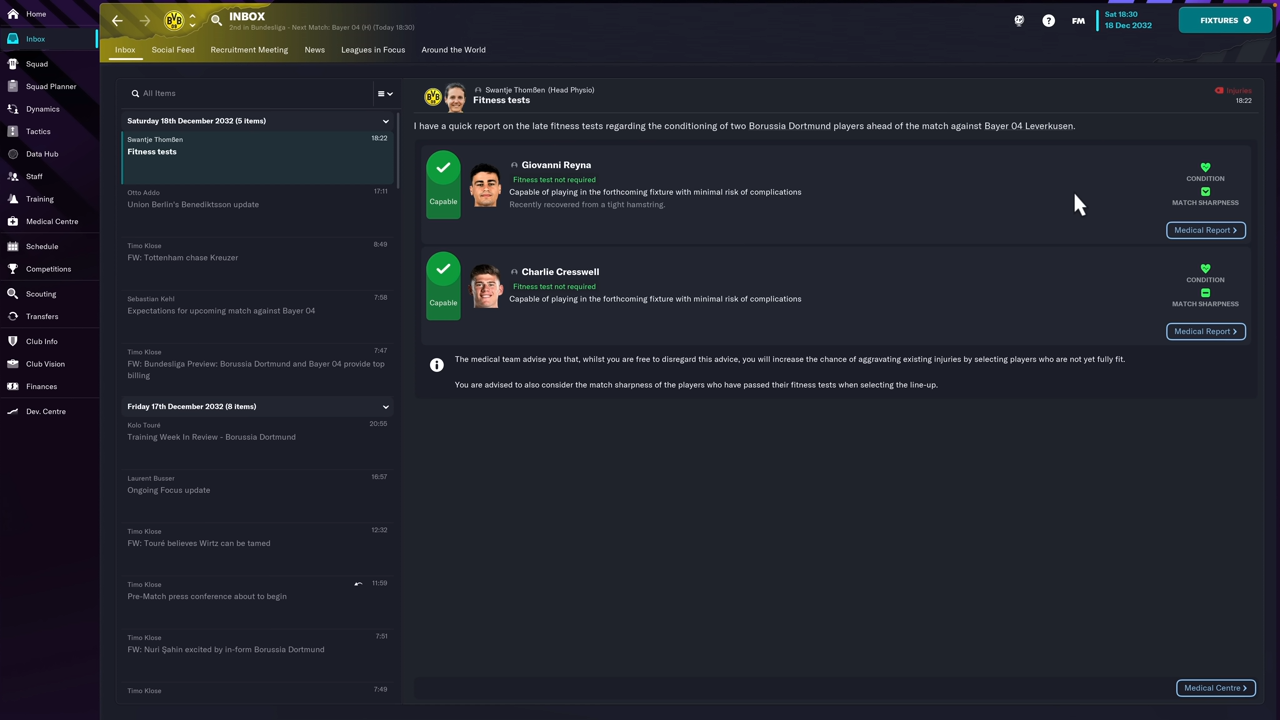 Home
Inbox
Squad
Squad Planner
Dynamics
Tactics
Data Hub
Staff
Training
Medical Centre
Schedule
Competitions
Scouting
Transfers
Club Info
Club Vision
Finances
Dev. Centre
INBOX
2nd in Bundesliga - Next Match: Bayer 04 (H) (Today 18:30)
FM
Sat 18:30
18 Dec 2032
FIXTURES
Inbox
Social Feed
Recruitment Meeting
News
Leagues in Focus
Around the World
All Items
Saturday 18th December 2032 (5 items)
Swantje Thomßen 18:22
Fitness tests
Otto Addo 17:11
Union Berlin's Benediktsson update
Timo Klose 8:49
FW: Tottenham chase Kreuzer
Sebastian Kehl 7:58
Expectations for upcoming match against Bayer 04
Timo Klose 7:47
FW: Bundesliga Preview: Borussia Dortmund and Bayer 04 provide top
billing
Friday 17th December 2032 (8 items)
Kolo Touré 20:55
Training Week In Review - Borussia Dortmund
Laurent Busser 16:57
Ongoing Focus update
Timo Klose 12:32
FW: Touré believes Wirtz can be tamed
Timo Klose 11:59
Pre-Match press conference about to begin
Timo Klose 7:51
FW: Nuri Şahin excited by in-form Borussia Dortmund
Timo Klose 7:49
Swantje Thomßen (Head Physio)
Fitness tests
Injuries
18:22
I have a quick report on the late fitness tests regarding the conditioning of two Borussia Dortmund players ahead of the match against Bayer 04 Leverkusen.
Capable
Giovanni Reyna
Fitness test not required
Capable of playing in the forthcoming fixture with minimal risk of complications
Recently recovered from a tight hamstring.
CONDITION
MATCH SHARPNESS
Medical Report
Capable
Charlie Cresswell
Fitness test not required
Capable of playing in the forthcoming fixture with minimal risk of complications
CONDITION
MATCH SHARPNESS
Medical Report
The medical team advise you that, whilst you are free to disregard this advice, you will increase the chance of aggravating existing injuries by selecting players who are not yet fully fit.
You are advised to also consider the match sharpness of the players who have passed their fitness tests when selecting the line-up.
Medical Centre